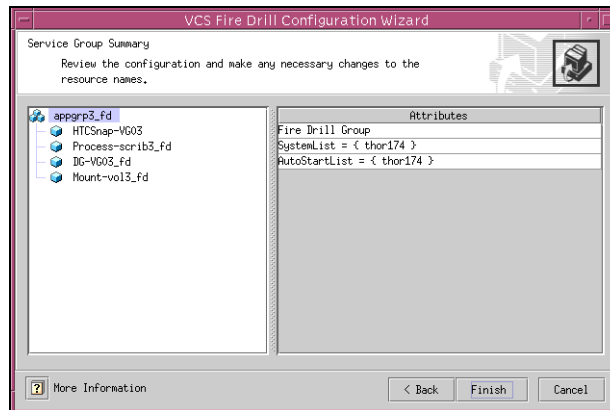 VCS Fire Drill Configuration Wizard
Service Group Summary
Review the configuration and make any necessary changes to the
resource names.
appgrp3_fd
HTCSnap-VG03
Process-scrib3_fd
DG-VG03_fd
Mount-vol3_fd
Attributes
Fire Drill Group
SystemList = { thor174 }
AutoStartList = { thor174 }
? More Information
< Back
Finish
Cancel